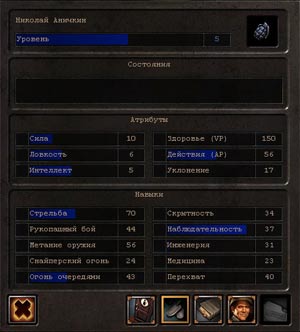 Николай Аничкин
Уровень 5
Состояния
Атрибуты
Сила 10 Здоровье (VP) 150
Ловкость 6 Действия (AP) 56
Интеллект 5 Уклонение 17
Навыки
Стрельба 70 Скрытность 34
Рукопашный бой 44 Наблюдательность 37
Метание оружия 56 Инженерия 31
Снайперский огонь 24 Медицина 23
Огонь очередями 43 Перехват 40